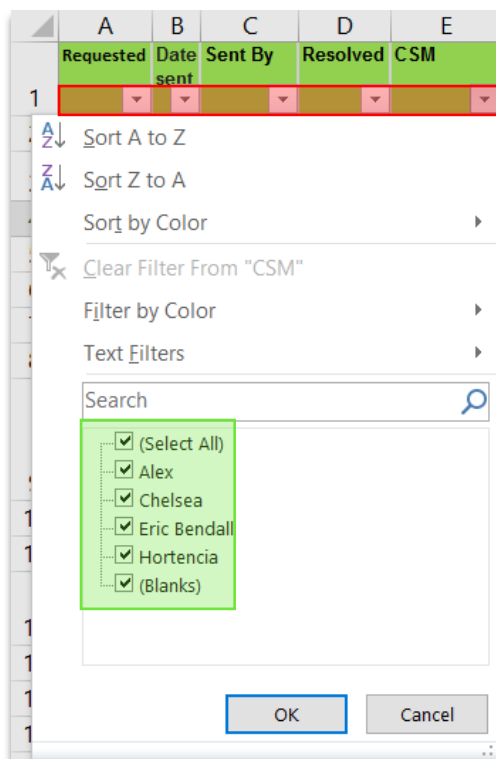 A B C D E
Requested Date sent Sent By Resolved CSM
1
Sort A to Z
Sort Z to A
Sort by Color
Clear Filter From "CSM"
Filter by Color
Text Filters
Search
(Select All)
Alex
Chelsea
Eric Bendall
Hortencia
(Blanks)
OK Cancel